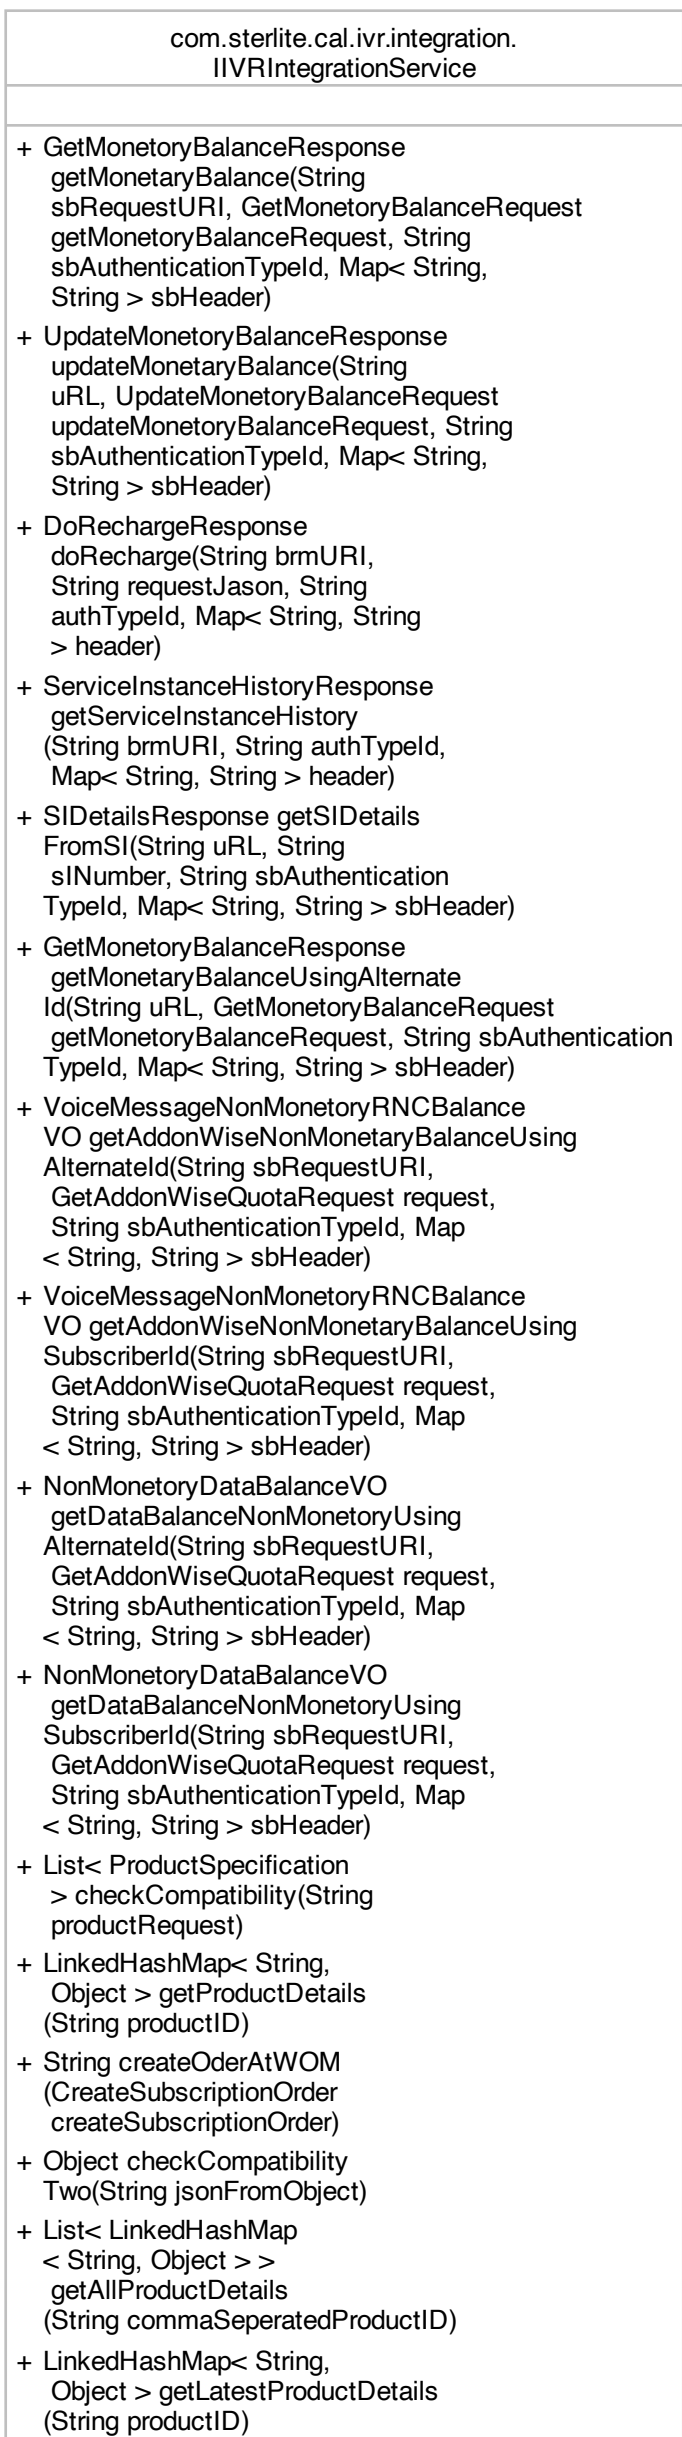 com.sterlite.cal.ivr.integration.
IIVRIntegrationService
+ GetMonetoryBalanceResponse
getMonetaryBalance(String
sbRequestURI, GetMonetoryBalanceRequest
getMonetoryBalanceRequest, String
sbAuthenticationTypeId, Map< String,
String > sbHeader)
+ UpdateMonetoryBalanceResponse
updateMonetaryBalance(String
uRL, UpdateMonetoryBalanceRequest
updateMonetoryBalanceRequest, String
sbAuthenticationTypeId, Map< String,
String > sbHeader)
+ DoRechargeResponse
doRecharge(String brmURI,
String requestJason, String
authTypeId, Map< String, String
> header)
+ ServiceInstanceHistoryResponse
getServiceInstanceHistory
(String brmURI, String authTypeId,
Map< String, String > header)
+ SIDetailsResponse getSIDetails
FromSI(String uRL, String
sINumber, String sbAuthentication
TypeId, Map< String, String > sbHeader)
+ GetMonetoryBalanceResponse
getMonetaryBalanceUsingAlternate
Id(String uRL, GetMonetoryBalanceRequest
getMonetoryBalanceRequest, String sbAuthentication
TypeId, Map< String, String > sbHeader)
+ VoiceMessageNonMonetoryRNCBalance
VO getAddonWiseNonMonetaryBalanceUsing
AlternateId(String sbRequestURI,
GetAddonWiseQuotaRequest request,
String sbAuthenticationTypeId, Map
< String, String > sbHeader)
+ VoiceMessageNonMonetoryRNCBalance
VO getAddonWiseNonMonetaryBalanceUsing
SubscriberId(String sbRequestURI,
GetAddonWiseQuotaRequest request,
String sbAuthenticationTypeId, Map
< String, String > sbHeader)
+ NonMonetoryDataBalanceVO
getDataBalanceNonMonetoryUsing
AlternateId(String sbRequestURI,
GetAddonWiseQuotaRequest request,
String sbAuthenticationTypeId, Map
< String, String > sbHeader)
+ NonMonetoryDataBalanceVO
getDataBalanceNonMonetoryUsing
SubscriberId(String sbRequestURI,
GetAddonWiseQuotaRequest request,
String sbAuthenticationTypeId, Map
< String, String > sbHeader)
+ List< ProductSpecification
> checkCompatibility(String
productRequest)
+ LinkedHashMap< String,
Object > getProductDetails
(String productID)
+ String createOderAtWOM
(CreateSubscriptionOrder
createSubscriptionOrder)
+ Object checkCompatibility
Two(String jsonFromObject)
+ List< LinkedHashMap
< String, Object > >
getAllProductDetails
(String commaSeperatedProductID)
+ LinkedHashMap< String,
Object > getLatestProductDetails
(String productID)